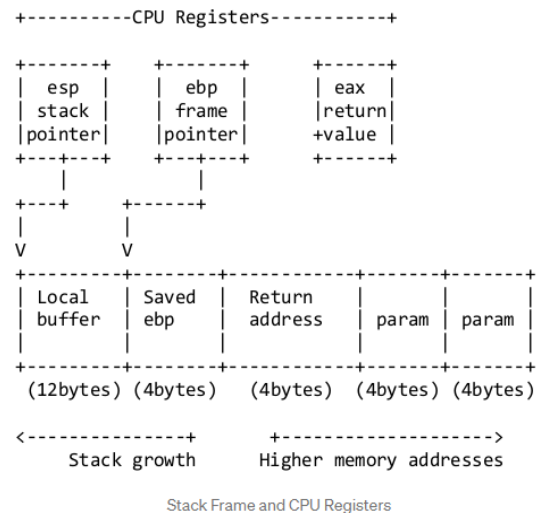 +----------CPU Registers-----------+
+-------+ +-------+ +------+
| esp | | ebp | | eax |
| stack | | frame | |return|
|pointer| |pointer| +value |
+---+---+ +---+---+ +------+
| |
+---+ +------+
| |
V V
+----------+--------+------------+-------+-------+
| Local | Saved | Return | | |
| buffer | ebp | address | param | param |
| | | | | |
+----------+--------+------------+-------+-------+
(12bytes) (4bytes) (4bytes) (4bytes) (4bytes)
<---------------+ +--------------------->
Stack growth Higher memory addresses
Stack Frame and CPU Registers